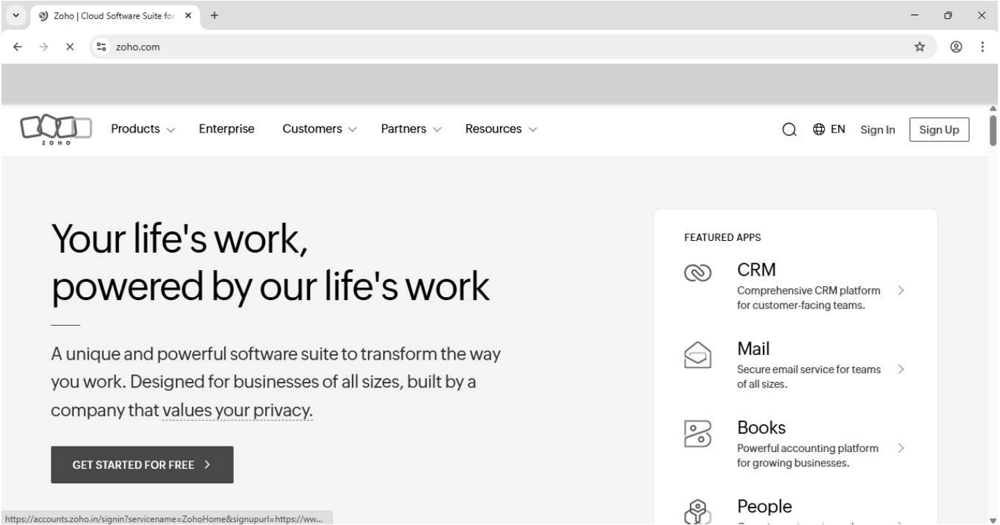 Zoho | Cloud Software Suite for
zoho.com
ZOHO
Products Enterprise Customers Partners Resources EN Sign In Sign Up
Your life's work,
powered by our life's work
A unique and powerful software suite to transform the way
you work. Designed for businesses of all sizes, built by a
company that values your privacy.
GET STARTED FOR FREE
FEATURED APPS
CRM
Comprehensive CRM platform
for customer-facing teams.
Mail
Secure email service for teams
of all sizes.
Books
Powerful accounting platform
for growing businesses.
People
https://accounts.zoho.in/signin?servicename=ZohoHome&signupurl=https://ww...